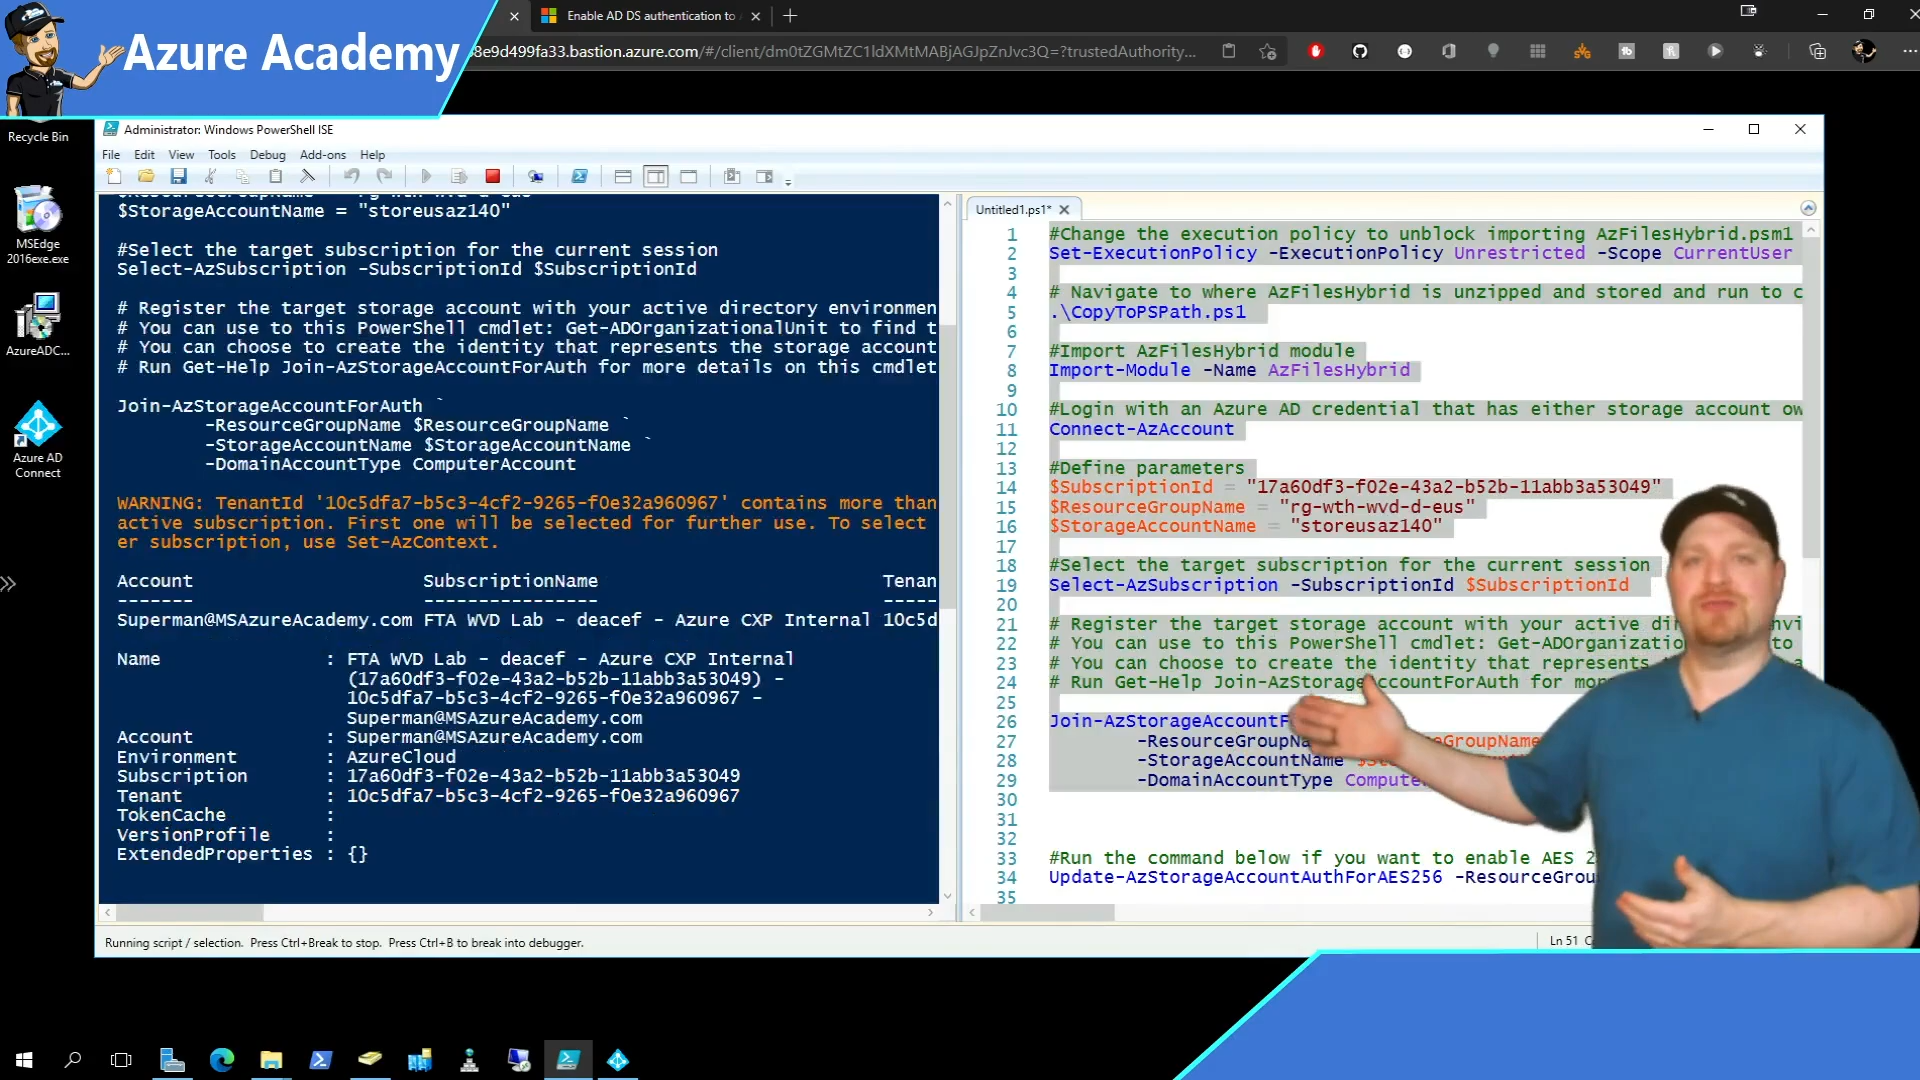 Azure Academy
Enable AD DS authentication to
8e9d499fa33.bastion.azure.com/#/client/dm0tZGMtZC1ldXMtMABjAGJpZnJvc3Q=?trustedAuthority...
Recycle Bin
MSEdge
2016exe.exe
AzureADC...
Azure AD
Connect
Administrator: Windows PowerShell ISE
File Edit View Tools Debug Add-ons Help
$StorageAccountName = "storeusaz140"
#Select the target subscription for the current session
Select-AzSubscription -SubscriptionId $SubscriptionId
# Register the target storage account with your active directory environmen
# You can use to this PowerShell cmdlet: Get-ADOrganizationalUnit to find t
# You can choose to create the identity that represents the storage account
# Run Get-Help Join-AzStorageAccountForAuth for more details on this cmdlet
Join-AzStorageAccountForAuth `
-ResourceGroupName $ResourceGroupName `
-StorageAccountName $StorageAccountName `
-DomainAccountType ComputerAccount
WARNING: TenantId '10c5dfa7-b5c3-4cf2-9265-f0e32a960967' contains more than
active subscription. First one will be selected for further use. To select
er subscription, use Set-AzContext.
Account SubscriptionName Tenan
------- ---------------- -----
Superman@MSAzureAcademy.com FTA WVD Lab - deacef - Azure CXP Internal 10c5d
Name : FTA WVD Lab - deacef - Azure CXP Internal
(17a60df3-f02e-43a2-b52b-11abb3a53049) -
10c5dfa7-b5c3-4cf2-9265-f0e32a960967 -
Superman@MSAzureAcademy.com
Account : Superman@MSAzureAcademy.com
Environment : AzureCloud
Subscription : 17a60df3-f02e-43a2-b52b-11abb3a53049
Tenant : 10c5dfa7-b5c3-4cf2-9265-f0e32a960967
TokenCache :
VersionProfile :
ExtendedProperties : {}
Untitled1.ps1*
1 #Change the execution policy to unblock importing AzFilesHybrid.psm1
2 Set-ExecutionPolicy -ExecutionPolicy Unrestricted -Scope CurrentUser
3
4 # Navigate to where AzFilesHybrid is unzipped and stored and run to c
5 .\CopyToPSPath.ps1
6
7 #Import AzFilesHybrid module
8 Import-Module -Name AzFilesHybrid
9
10 #Login with an Azure AD credential that has either storage account ow
11 Connect-AzAccount
12
13 #Define parameters
14 $SubscriptionId = "17a60df3-f02e-43a2-b52b-11abb3a53049"
15 $ResourceGroupName = "rg-wth-wvd-d-eus"
16 $StorageAccountName = "storeusaz140"
17
18 #Select the target subscription for the current session
19 Select-AzSubscription -SubscriptionId $SubscriptionId
20
21 # Register the target storage account with your active di nvi
22 # You can use to this PowerShell cmdlet: Get-ADOrganizatio to
23 # You can choose to create the identity that represents a
24 # Run Get-Help Join-AzStorageAccountForAuth for mor
25
26 Join-AzStorageAccountF
27 -ResourceGroupNa eGroupName
28 -StorageAccountName $S
29 -DomainAccountType Compute
30
31
32
33 #Run the command below if you want to enable AES 2
34 Update-AzStorageAccountAuthForAES256 -ResourceGrou
35
Running script / selection. Press Ctrl+Break to stop. Press Ctrl+B to break into debugger.
Ln 51 C